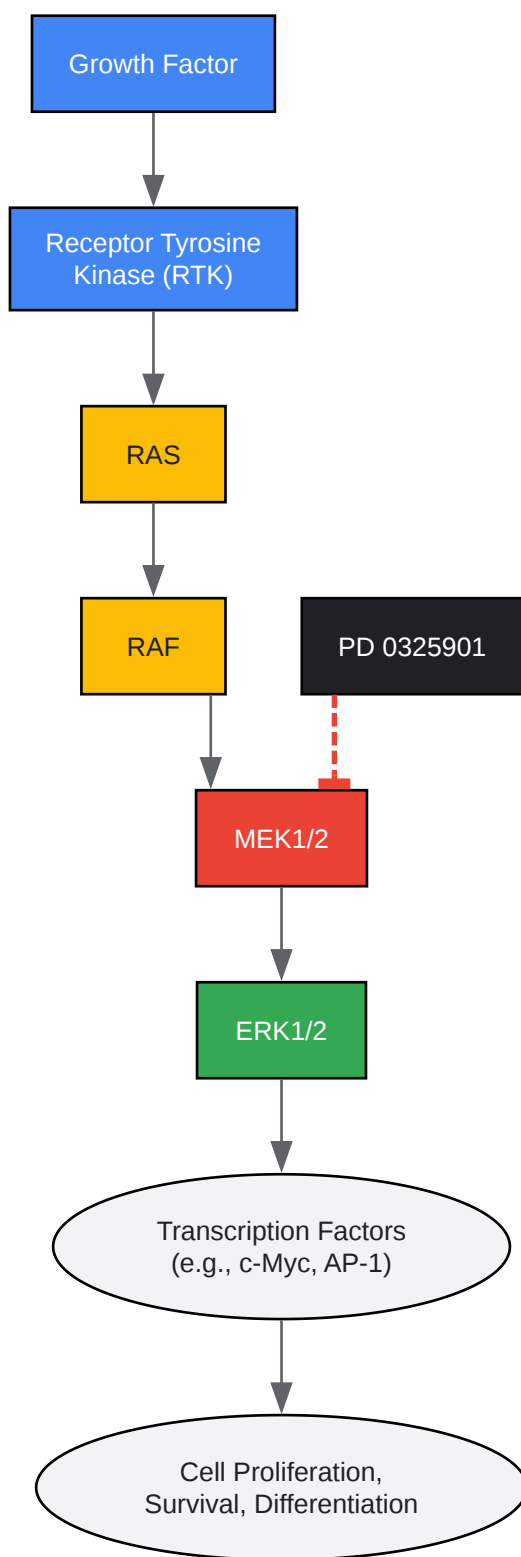 Growth Factor
Receptor Tyrosine
Kinase (RTK)
RAS
RAF
PD 0325901
MEK1/2
ERK1/2
Transcription Factors
(e.g., c-Myc, AP-1)
Cell Proliferation,
Survival, Differentiation